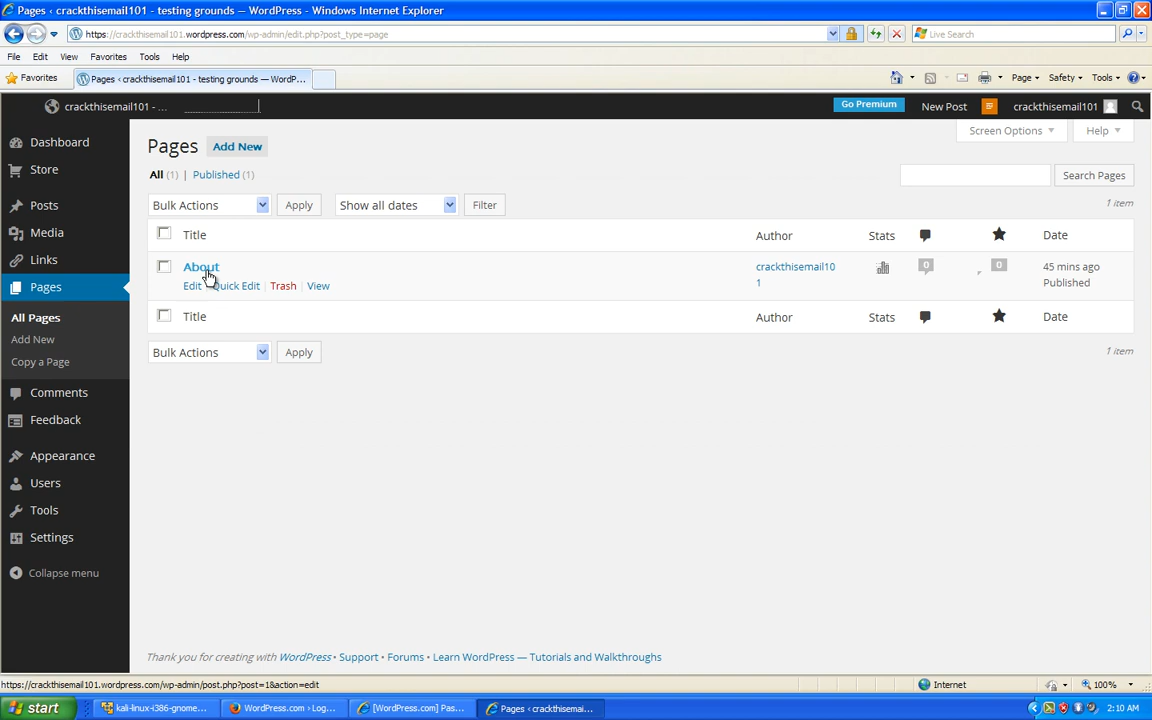 Pages ‹ crackthisemail101 - testing grounds — WordPress - Windows Internet Explorer
https://crackthisemail101.wordpress.com/wp-admin/edit.php?post_type=page
Live Search
File Edit View Favorites Tools Help
Favorites
Pages ‹ crackthisemail101 - testing grounds — WordP...
Page Safety Tools
crackthisemail101 - ...
Go Premium
New Post
crackthisemail101
Dashboard
Store
Posts
Media
Links
Pages
All Pages
Add New
Copy a Page
Comments
Feedback
Appearance
Users
Tools
Settings
Collapse menu
Screen Options
Help
Pages Add New
All (1) | Published (1)
Search Pages
Bulk Actions Apply Show all dates Filter
1 item
Title Author Stats Date
About crackthisemail10 0 0 45 mins ago
Edit Quick Edit | Trash | View 1 Published
Title Author Stats Date
Bulk Actions Apply
1 item
Thank you for creating with WordPress • Support • Forums • Learn WordPress — Tutorials and Walkthroughs
https://crackthisemail101.wordpress.com/wp-admin/post.php?post=1&action=edit
Internet
100%
start
kali-linux-i386-gnome...
WordPress.com › Log...
[WordPress.com] Pas...
Pages ‹ crackthisemai...
2:10 AM